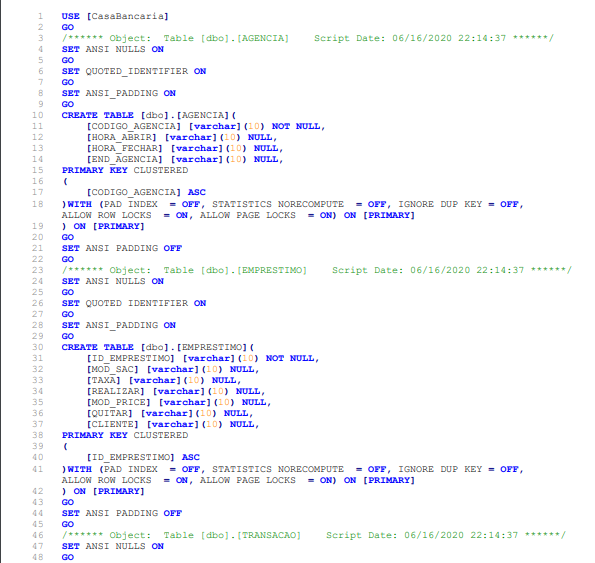 1 USE [CasaBancaria]
2 GO
3 /****** Object:  Table [dbo].[AGENCIA]    Script Date: 06/16/2020 22:14:37 ******/
4 SET ANSI NULLS ON
5 GO
6 SET QUOTED_IDENTIFIER ON
7 GO
8 SET ANSI_PADDING ON
9 GO
10 CREATE TABLE [dbo].[AGENCIA](
11     [CODIGO_AGENCIA] [varchar](10) NOT NULL,
12     [HORA_ABRIR] [varchar](10) NULL,
13     [HORA_FECHAR] [varchar](10) NULL,
14     [END_AGENCIA] [varchar](10) NULL,
15 PRIMARY KEY CLUSTERED
16 (
17     [CODIGO_AGENCIA] ASC
18 )WITH (PAD INDEX  = OFF, STATISTICS NORECOMPUTE  = OFF, IGNORE DUP KEY = OFF,
ALLOW ROW LOCKS  = ON, ALLOW PAGE LOCKS  = ON) ON [PRIMARY]
19 ) ON [PRIMARY]
20 GO
21 SET ANSI PADDING OFF
22 GO
23 /****** Object:  Table [dbo].[EMPRESTIMO]    Script Date: 06/16/2020 22:14:37 ******/
24 SET ANSI NULLS ON
25 GO
26 SET QUOTED IDENTIFIER ON
27 GO
28 SET ANSI_PADDING ON
29 GO
30 CREATE TABLE [dbo].[EMPRESTIMO](
31     [ID_EMPRESTIMO] [varchar](10) NOT NULL,
32     [MOD_SAC] [varchar](10) NULL,
33     [TAXA] [varchar](10) NULL,
34     [REALIZAR] [varchar](10) NULL,
35     [MOD_PRICE] [varchar](10) NULL,
36     [QUITAR] [varchar](10) NULL,
37     [CLIENTE] [varchar](10) NULL,
38 PRIMARY KEY CLUSTERED
39 (
40     [ID_EMPRESTIMO] ASC
41 )WITH (PAD INDEX  = OFF, STATISTICS NORECOMPUTE  = OFF, IGNORE DUP KEY = OFF,
ALLOW ROW LOCKS  = ON, ALLOW PAGE LOCKS  = ON) ON [PRIMARY]
42 ) ON [PRIMARY]
43 GO
44 SET ANSI PADDING OFF
45 GO
46 /****** Object:  Table [dbo].[TRANSACAO]    Script Date: 06/16/2020 22:14:37 ******/
47 SET ANSI NULLS ON
48 GO